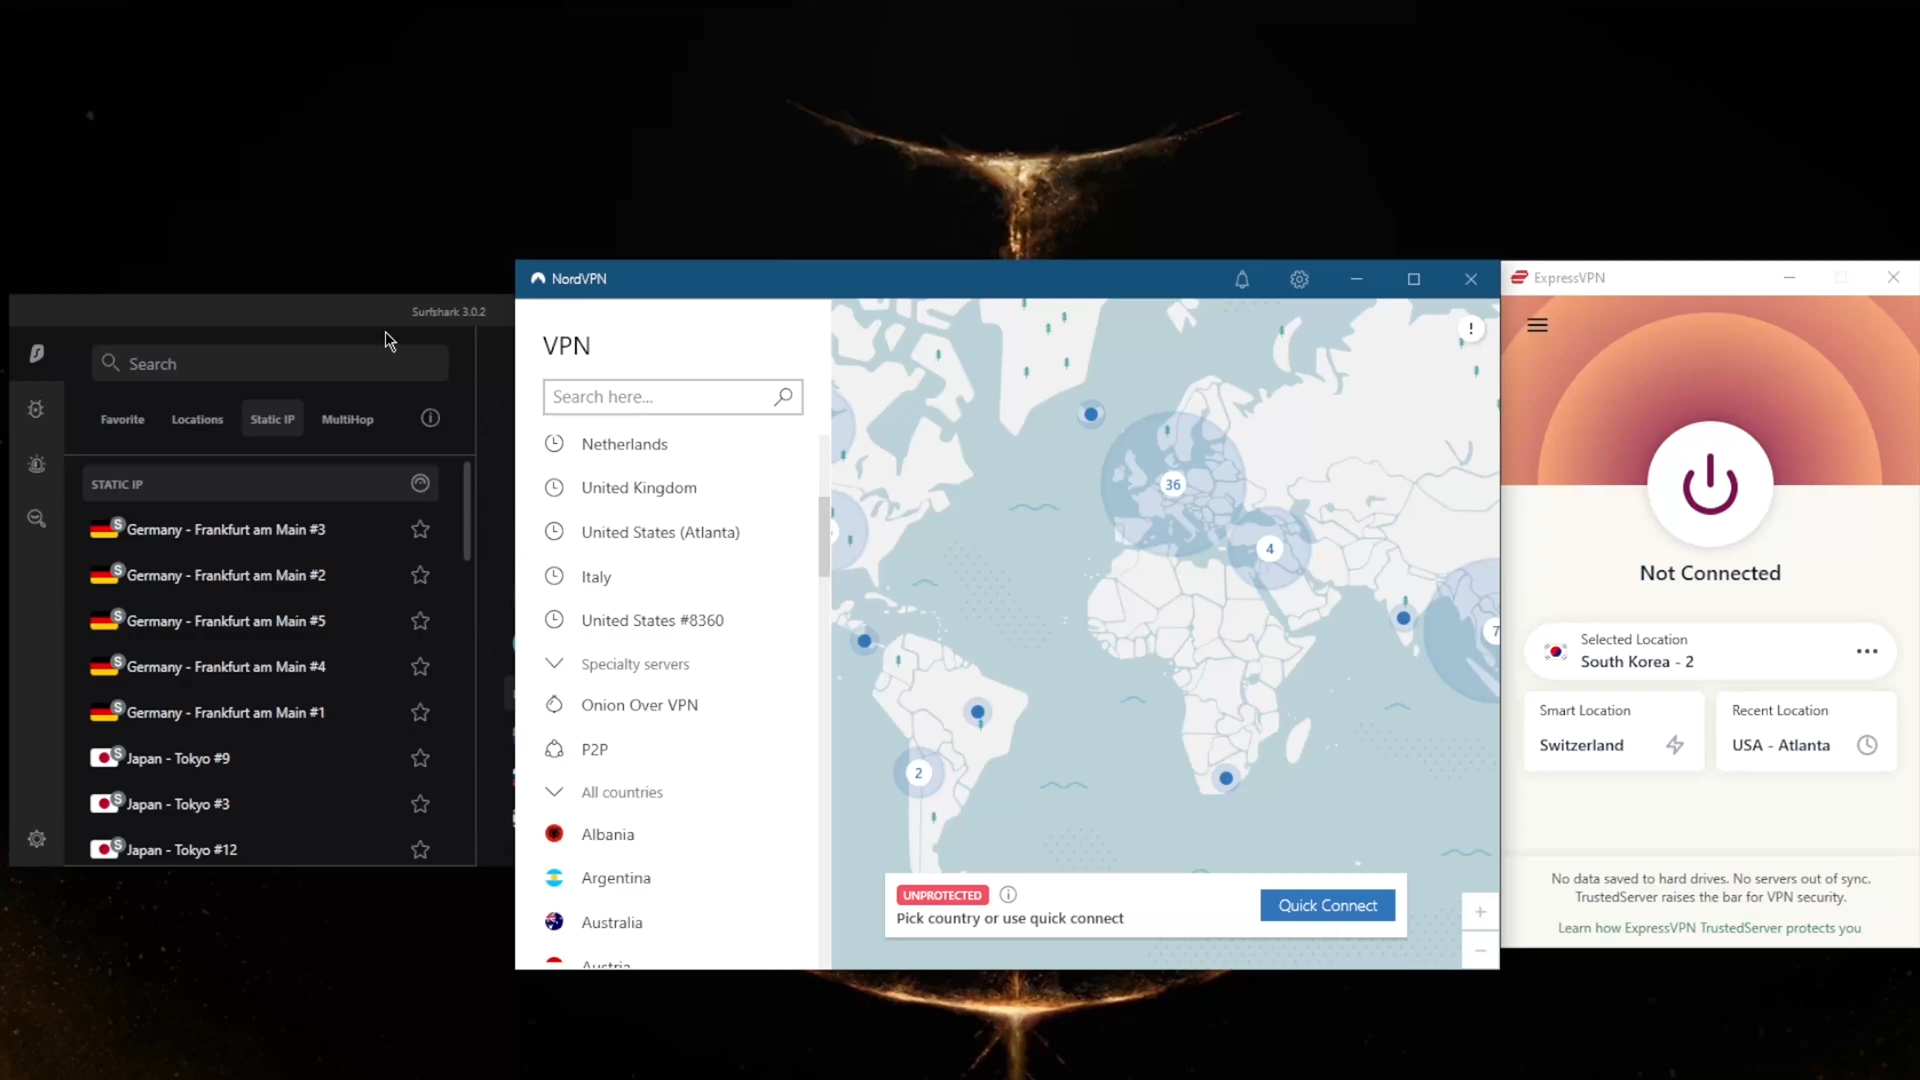 Surfshark 3.0.2
Search
Favorite
Locations
Static IP
MultiHop
STATIC IP
Germany - Frankfurt am Main #3
Germany - Frankfurt am Main #2
Germany - Frankfurt am Main #5
Germany - Frankfurt am Main #4
Germany - Frankfurt am Main #1
Japan - Tokyo #9
Japan - Tokyo #3
Japan - Tokyo #12
NordVPN
VPN
Search here...
Netherlands
United Kingdom
United States (Atlanta)
Italy
United States #8360
Specialty servers
Onion Over VPN
P2P
All countries
Albania
Argentina
Australia
Austria
!
36
4
7
2
UNPROTECTED
Pick country or use quick connect
Quick Connect
ExpressVPN
Not Connected
Selected Location
South Korea - 2
Smart Location
Switzerland
Recent Location
USA - Atlanta
No data saved to hard drives. No servers out of sync.
TrustedServer raises the bar for VPN security.
Learn how ExpressVPN TrustedServer protects you